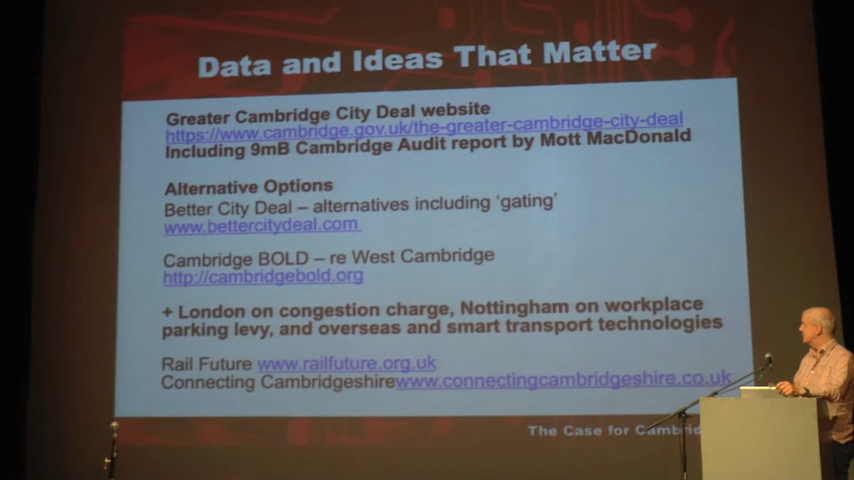 Data and Ideas That Matter
Greater Cambridge City Deal website
https://www.cambridge.gov.uk/the-greater-cambridge-city-deal
Including 9mB Cambridge Audit report by Mott MacDonald
Alternative Options
Better City Deal – alternatives including ‘gating’
www.bettercitydeal.com
Cambridge BOLD – re West Cambridge
http://cambridgebold.org
+ London on congestion charge, Nottingham on workplace
parking levy, and overseas and smart transport technologies
Rail Future www.railfuture.org.uk
Connecting Cambridgeshirewww.connectingcambridgeshire.co.uk
The Case for Cambrid